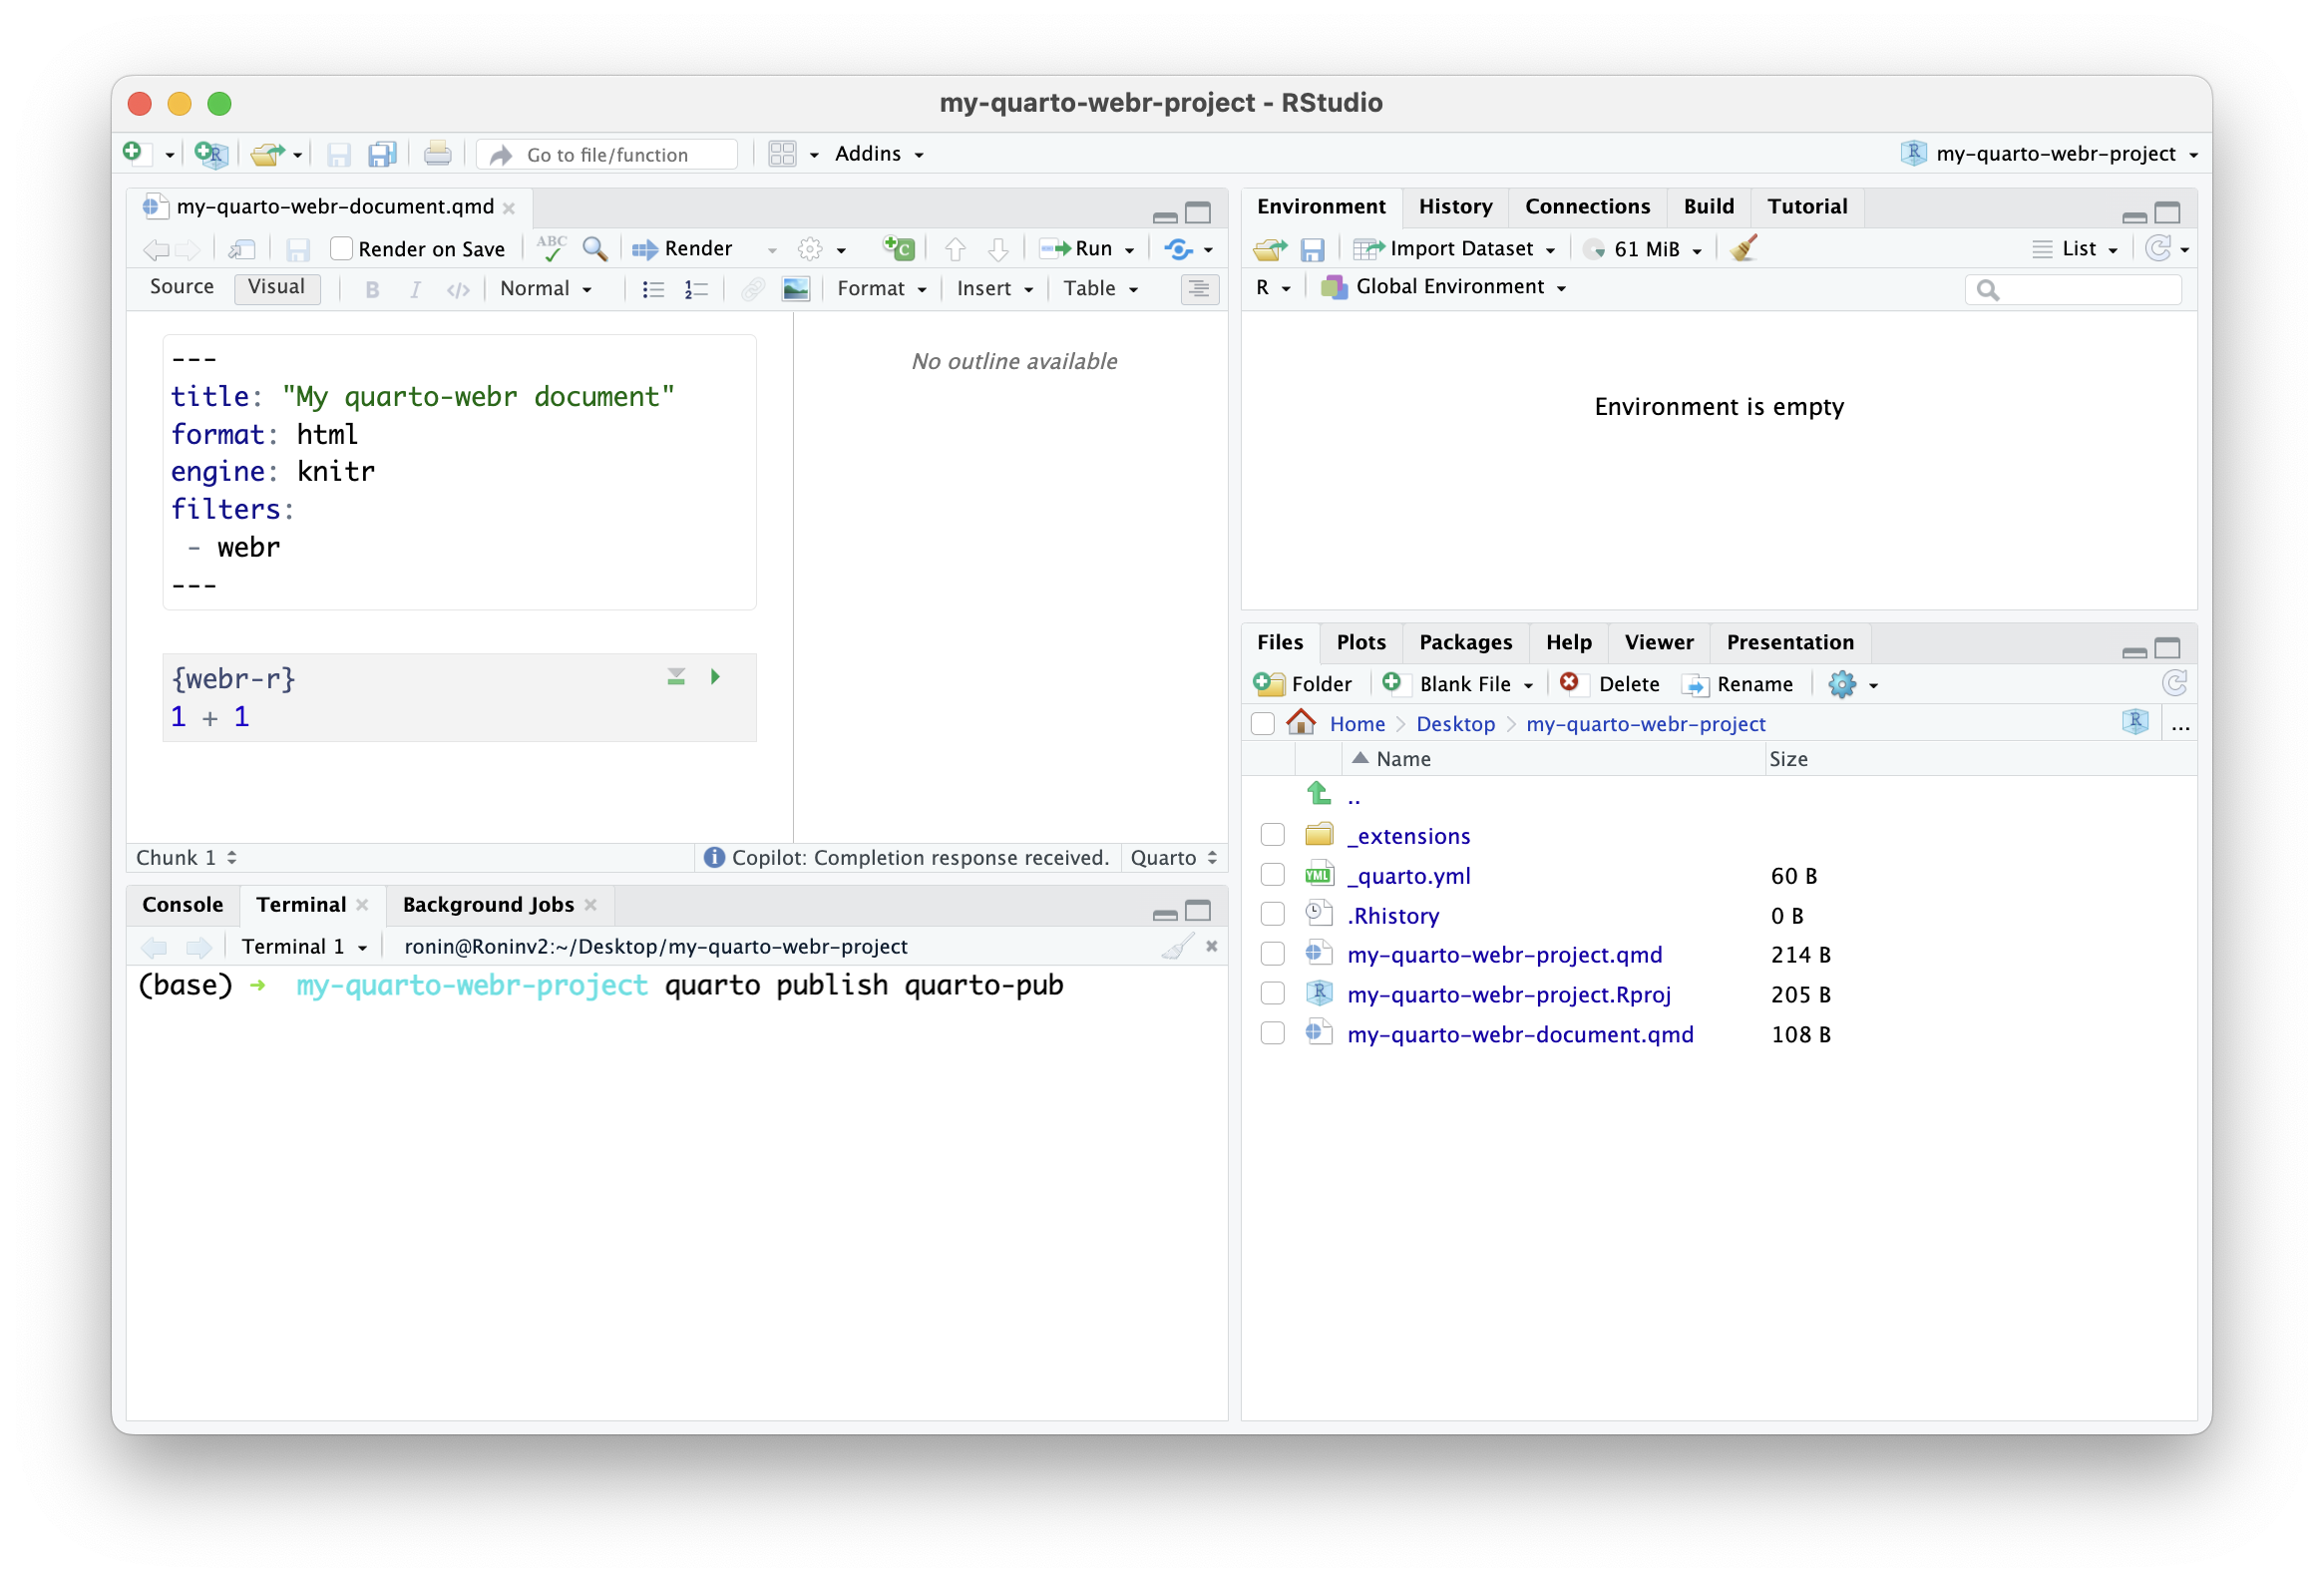 my-quarto-webr-project - RStudio
Go to file/function
Addins
my-quarto-webr-project
my-quarto-webr-document.qmd
Render on Save
ABC
Render
Run
Source
Visual
B
I
</>
Normal
Format
Insert
Table
---
title: "My quarto-webr document"
format: html
engine: knitr
filters:
 - webr
---
{webr-r}
1 + 1
No outline available
Chunk 1
Copilot: Completion response received.
Quarto
Console
Terminal
Background Jobs
Terminal 1
ronin@Roninv2:~/Desktop/my-quarto-webr-project
(base) ➜ my-quarto-webr-project quarto publish quarto-pub
Environment
History
Connections
Build
Tutorial
Import Dataset
61 MiB
List
R
Global Environment
Environment is empty
Files
Plots
Packages
Help
Viewer
Presentation
Folder
Blank File
Delete
Rename
Home
Desktop
my-quarto-webr-project
...
Name
Size
..
_extensions
_quarto.yml 60 B
.Rhistory 0 B
my-quarto-webr-project.qmd 214 B
my-quarto-webr-project.Rproj 205 B
my-quarto-webr-document.qmd 108 B